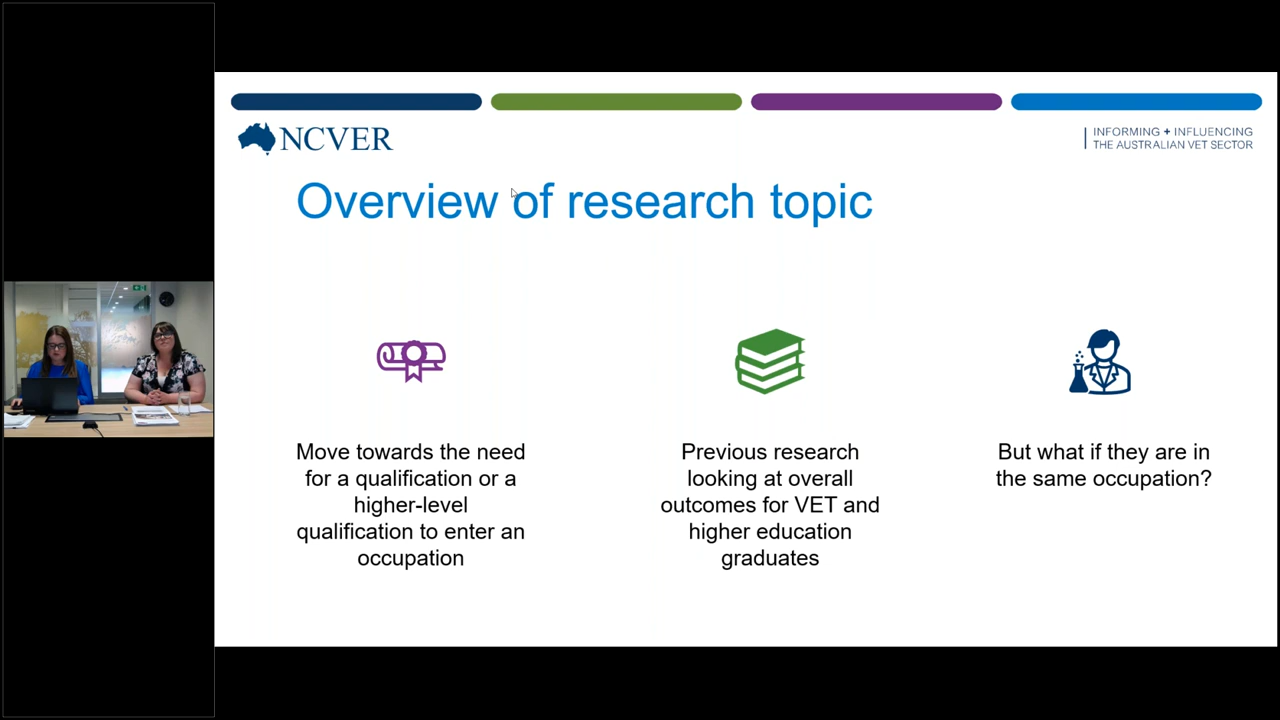 NCVER
INFORMING + INFLUENCING
THE AUSTRALIAN VET SECTOR
Overview of research topic
Move towards the need
for a qualification or a
higher-level
qualification to enter an
occupation
Previous research
looking at overall
outcomes for VET and
higher education
graduates
But what if they are in
the same occupation?